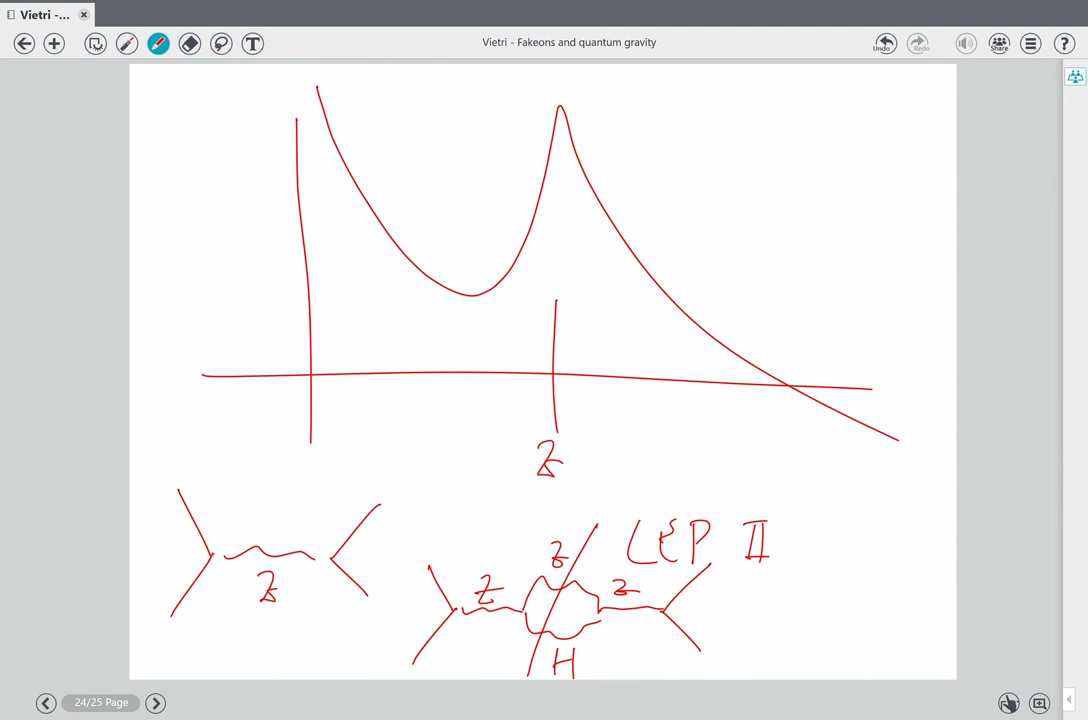 Vietri -...
Vietri - Fakeons and quantum gravity
Undo
Redo
Share
Z
LEP II
Z
Z
Z
Z
H
24/25 Page